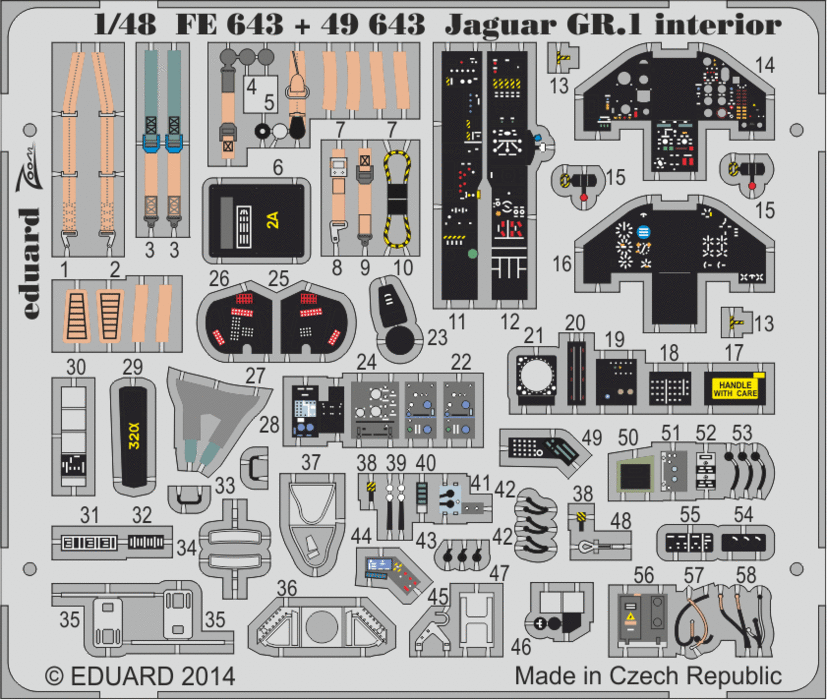 1/48 FE 643 + 49 643 Jaguar GR.1 interior
eduard
Zoom
1 2
3 3
4
5
6
7 7
8 9 10
11 12
13
14
15
15
16
13
2A
26 25
23
21 20 19 18 17
HANDLE
WITH CARE
30 29 27
28
24 22
320α
49
50 51 52 53
37
38 39 40 41 42
42
43
38
48
33
31 32
34
55 54
44
45
47
46
35 35
36
56 57 58
© EDUARD 2014
Made in Czech Republic